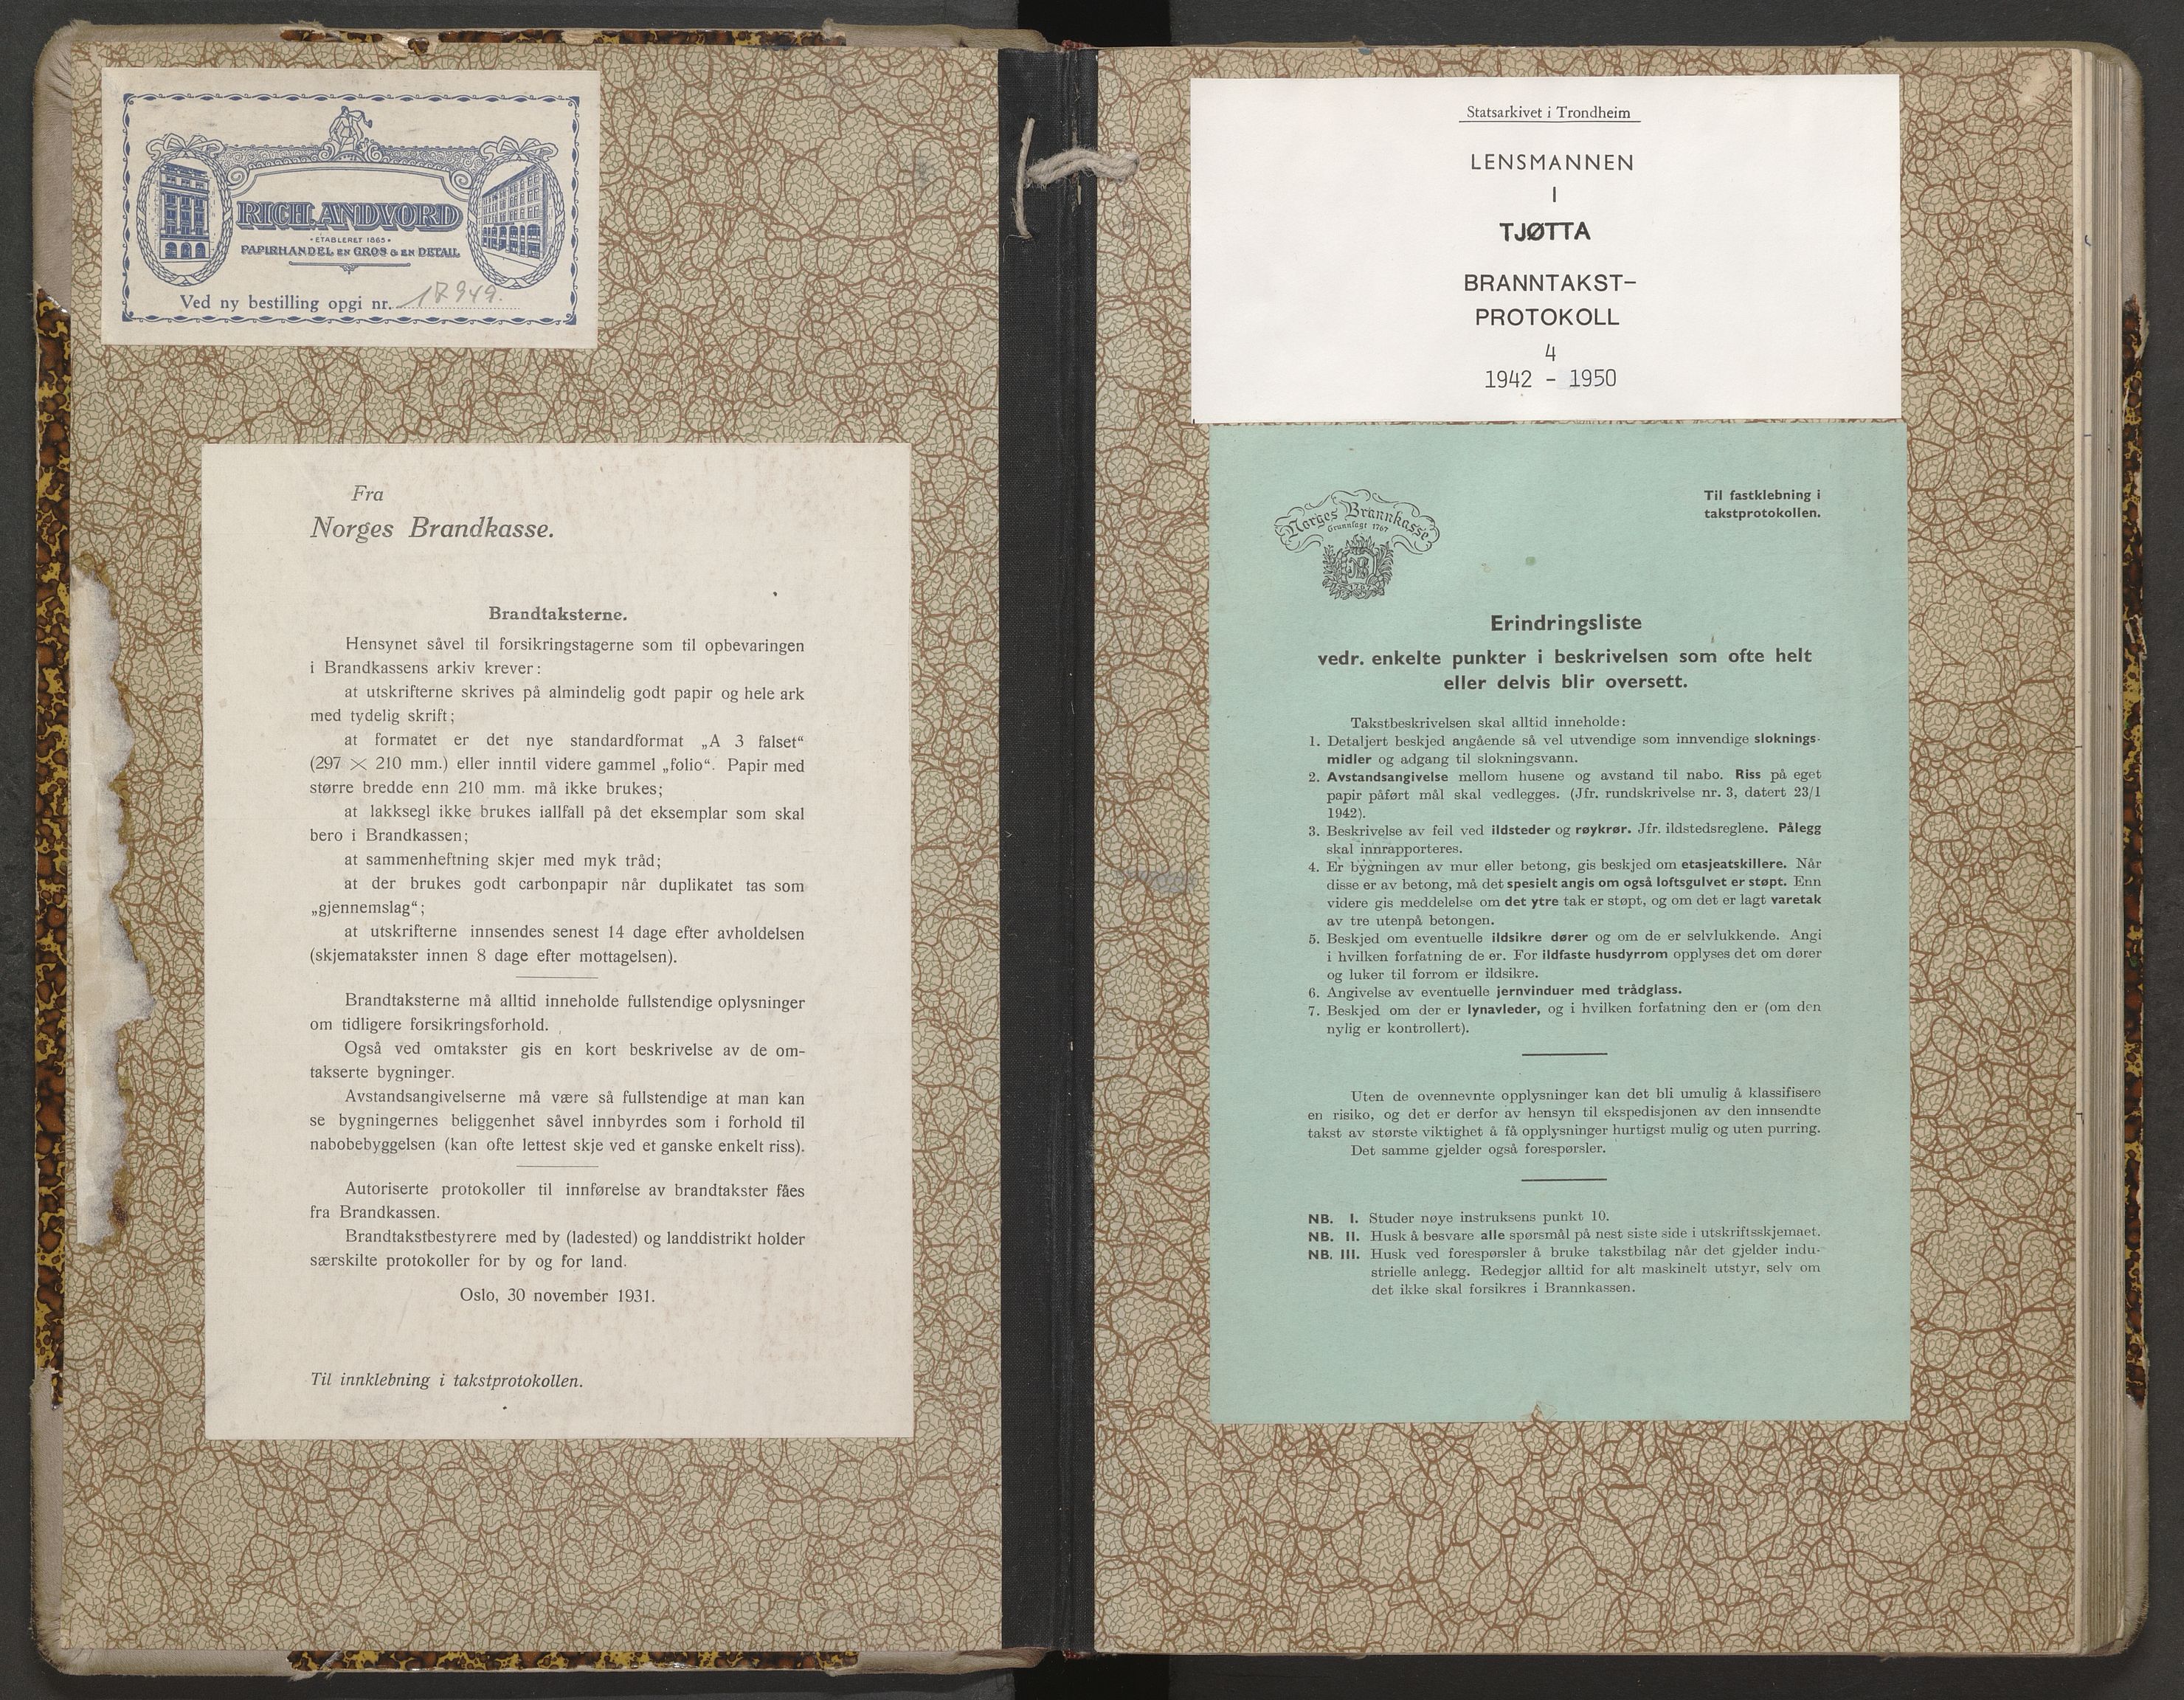 RICH. ANDVORD
• ETABLERET 1865 •
PAPIRHANDEL EN GROS & EN DETAIL
Ved ny bestilling opgi nr.
Fra
Norges Brandkasse.
Brandtaksterne.
Hensynet såvel til forsikringstagerne som til opbevaringen
i Brandkassens arkiv krever:
at utskrifterne skrives på almindelig godt papir og hele ark
med tydelig skrift;
at formatet er det nye standardformat „A 3 falset“
(297 × 210 mm.) eller inntil videre gammel „folio“. Papir med
større bredde enn 210 mm. må ikke brukes;
at lakksegl ikke brukes iallfall på det eksemplar som skal
bero i Brandkassen;
at sammenheftning skjer med myk tråd;
at der brukes godt carbonpapir når duplikatet tas som
„gjennemslag“;
at utskrifterne innsendes senest 14 dage efter avholdelsen
(skjematakster innen 8 dage efter mottagelsen).
Brandtaksterne må alltid inneholde fullstendige oplysninger
om tidligere forsikringsforhold.
Også ved omtakster gis en kort beskrivelse av de om-
takserte bygninger.
Avstandsangivelserne må være så fullstendige at man kan
se bygningernes beliggenhet såvel innbyrdes som i forhold til
nabobebyggelsen (kan ofte lettest skje ved et ganske enkelt riss).
Autoriserte protokoller til innførelse av brandtakster fåes
fra Brandkassen.
Brandtakstbestyrere med by (ladested) og landdistrikt holder
særskilte protokoller for by og for land.
Oslo, 30 november 1931.
Til innklebning i takstprotokollen.
Statsarkivet i Trondheim
LENSMANNEN
I
TJØTTA
BRANNTAKST-
PROTOKOLL
4
1942 - 1950
Norges Brannkasse
Grunnlagt 1767
Til fastklebning i
takstprotokollen.
Erindringsliste
vedr. enkelte punkter i beskrivelsen som ofte helt
eller delvis blir oversett.
Takstbeskrivelsen skal alltid inneholde:
1. Detaljert beskjed angående så vel utvendige som innvendige sloknings-
midler og adgang til slokningsvann.
2. Avstandsangivelse mellom husene og avstand til nabo. Riss på eget
papir påført mål skal vedlegges. (Jfr. rundskrivelse nr. 3, datert 23/1
1942).
3. Beskrivelse av feil ved ildsteder og røykrør. Jfr. ildstedsreglene. Pålegg
skal innrapporteres.
4. Er bygningen av mur eller betong, gis beskjed om etasjeatskillere. Når
disse er av betong, må det spesielt angis om også loftsgulvet er støpt. Enn
videre gis meddelelse om det ytre tak er støpt, og om det er lagt varetak
av tre utenpå betongen.
5. Beskjed om eventuelle ildsikre dører og om de er selvlukkende. Angi
i hvilken forfatning de er. For ildfaste husdyrrom opplyses det om dører
og luker til forrom er ildsikre.
6. Angivelse av eventuelle jernvinduer med trådglass.
7. Beskjed om der er lynavleder, og i hvilken forfatning den er (om den
nylig er kontrollert).
Uten de ovennevnte opplysninger kan det bli umulig å klassifisere
en risiko, og det er derfor av hensyn til ekspedisjonen av den innsendte
takst av største viktighet å få opplysninger hurtigst mulig og uten purring.
Det samme gjelder også forespørsler.
NB. I. Studer nøye instruksens punkt 10.
NB. II. Husk å besvare alle spørsmål på nest siste side i utskriftsskjemaet.
NB. III. Husk ved forespørsler å bruke takstbilag når det gjelder indu-
strielle anlegg. Redegjør alltid for alt maskinelt utstyr, selv om
det ikke skal forsikres i Brannkassen.